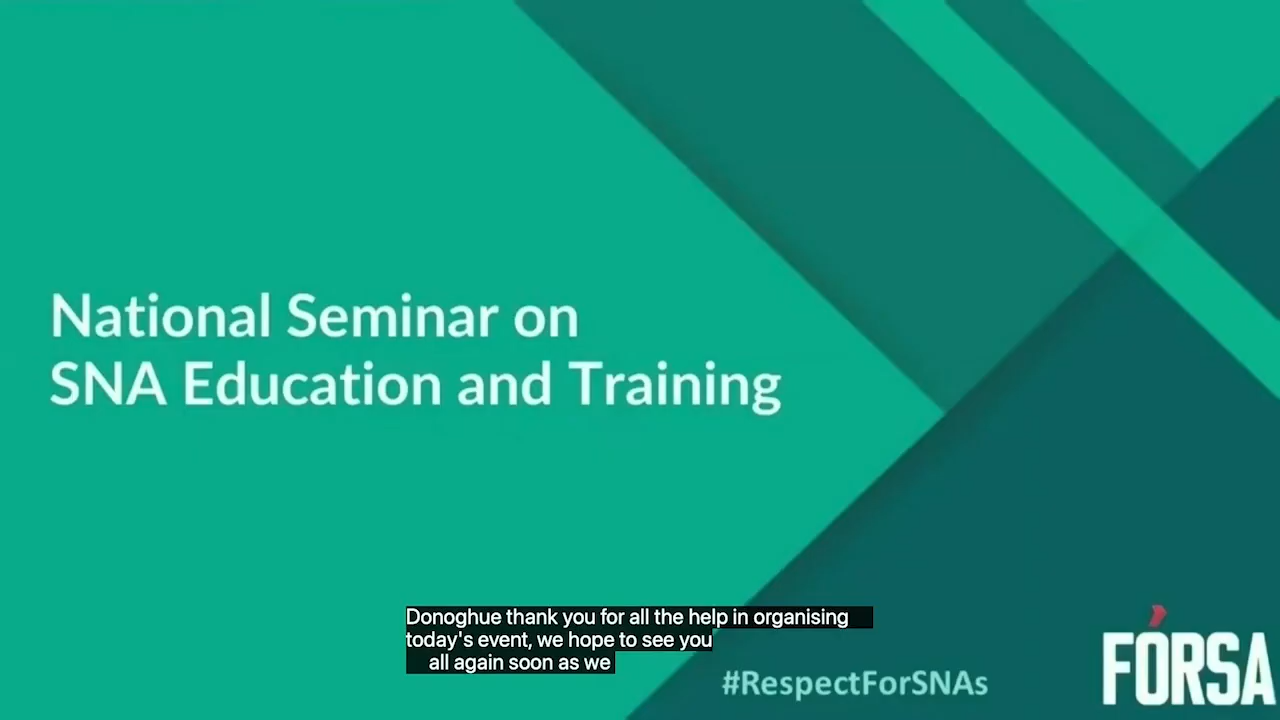 National Seminar on
SNA Education and Training
Donoghue thank you for all the help in organising
today's event, we hope to see you
all again soon as we
#RespectForSNAs
FÓRSA